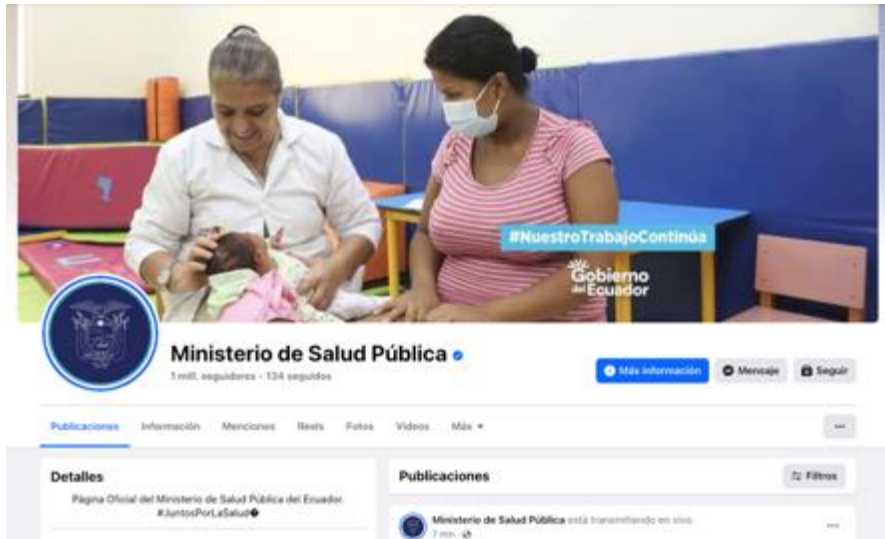 #NuestroTrabajoContinúa
Gobierno
del Ecuador
Ministerio de Salud Pública
1 mill. seguidores · 134 seguidos
Más información
Mensaje
Seguir
Publicaciones
Información
Menciones
Reels
Fotos
Videos
Más
Detalles
Página Oficial del Ministerio de Salud Pública del Ecuador.
#JuntosPorLaSalud
Publicaciones
Filtros
Ministerio de Salud Pública está transmitiendo en vivo.
7 min ·